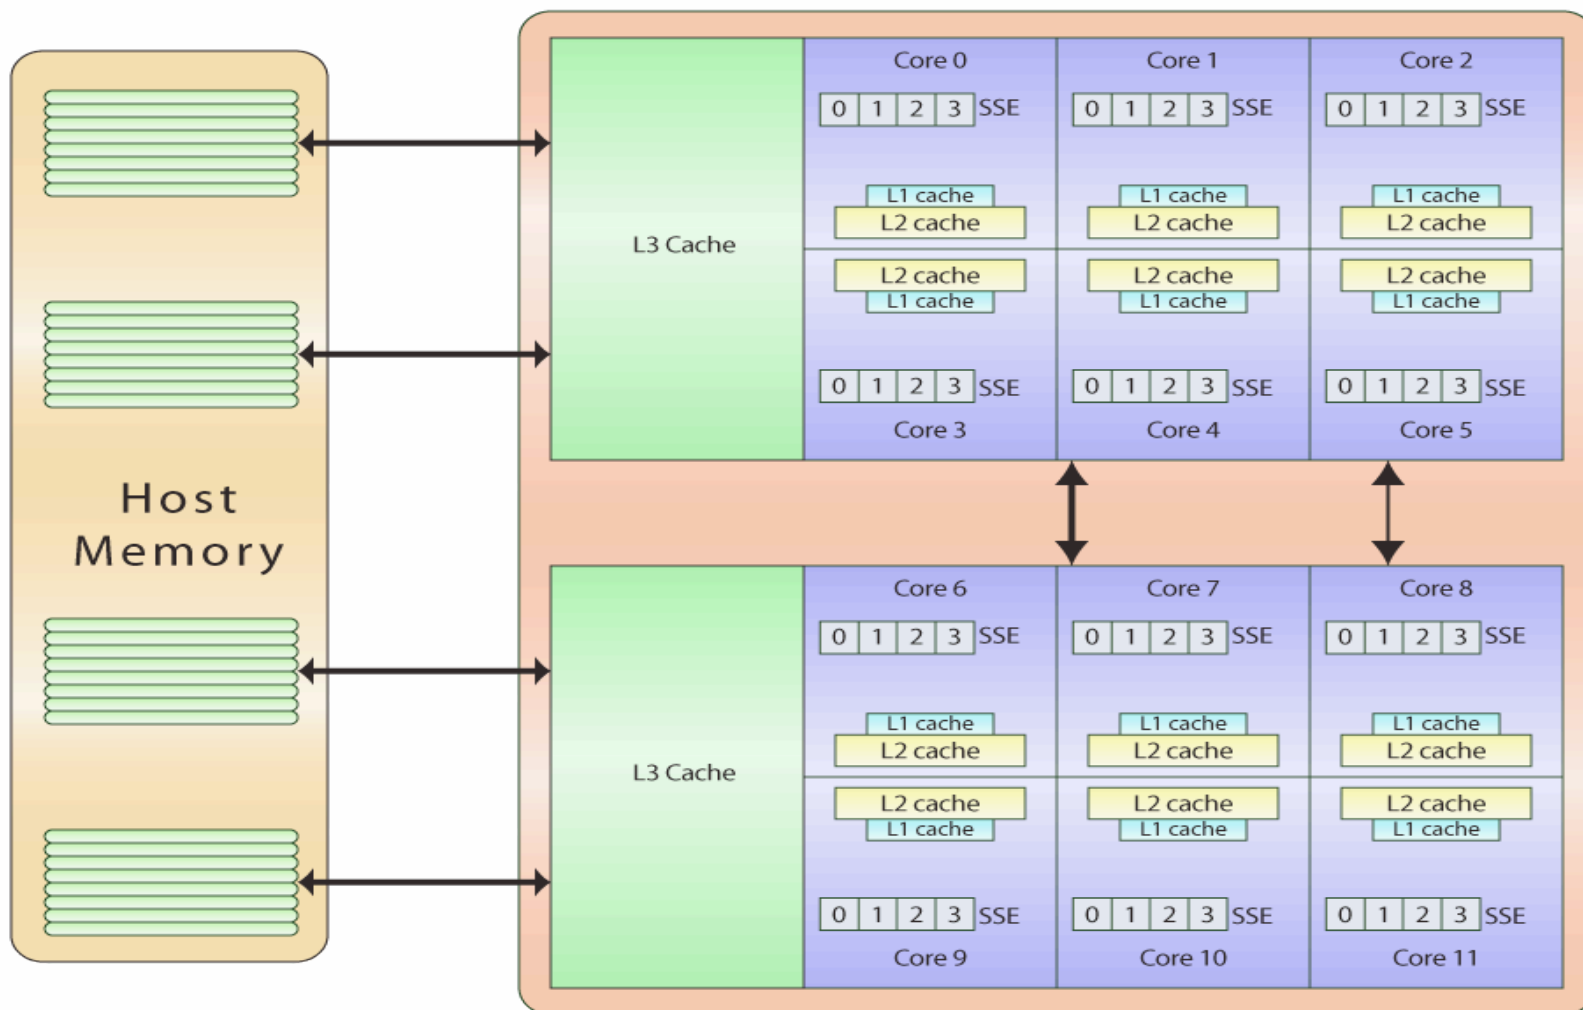 Host
Memory
L3 Cache
Core 0
0 1 2 3 SSE
L1 cache
L2 cache
Core 1
0 1 2 3 SSE
L1 cache
L2 cache
Core 2
0 1 2 3 SSE
L1 cache
L2 cache
L2 cache
L1 cache
0 1 2 3 SSE
Core 3
L2 cache
L1 cache
0 1 2 3 SSE
Core 4
L2 cache
L1 cache
0 1 2 3 SSE
Core 5
L3 Cache
Core 6
0 1 2 3 SSE
L1 cache
L2 cache
Core 7
0 1 2 3 SSE
L1 cache
L2 cache
Core 8
0 1 2 3 SSE
L1 cache
L2 cache
L2 cache
L1 cache
0 1 2 3 SSE
Core 9
L2 cache
L1 cache
0 1 2 3 SSE
Core 10
L2 cache
L1 cache
0 1 2 3 SSE
Core 11